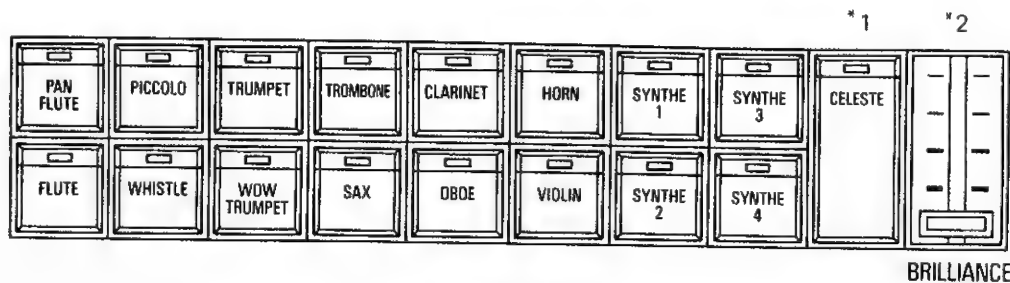 *1 *2
PAN
FLUTE
PICCOLO
TRUMPET
TROMBONE
CLARINET
HORN
SYNTHE
1
SYNTHE
3
CELESTE
FLUTE
WHISTLE
WOW
TRUMPET
SAX
OBOE
VIOLIN
SYNTHE
2
SYNTHE
4
BRILLIANCE